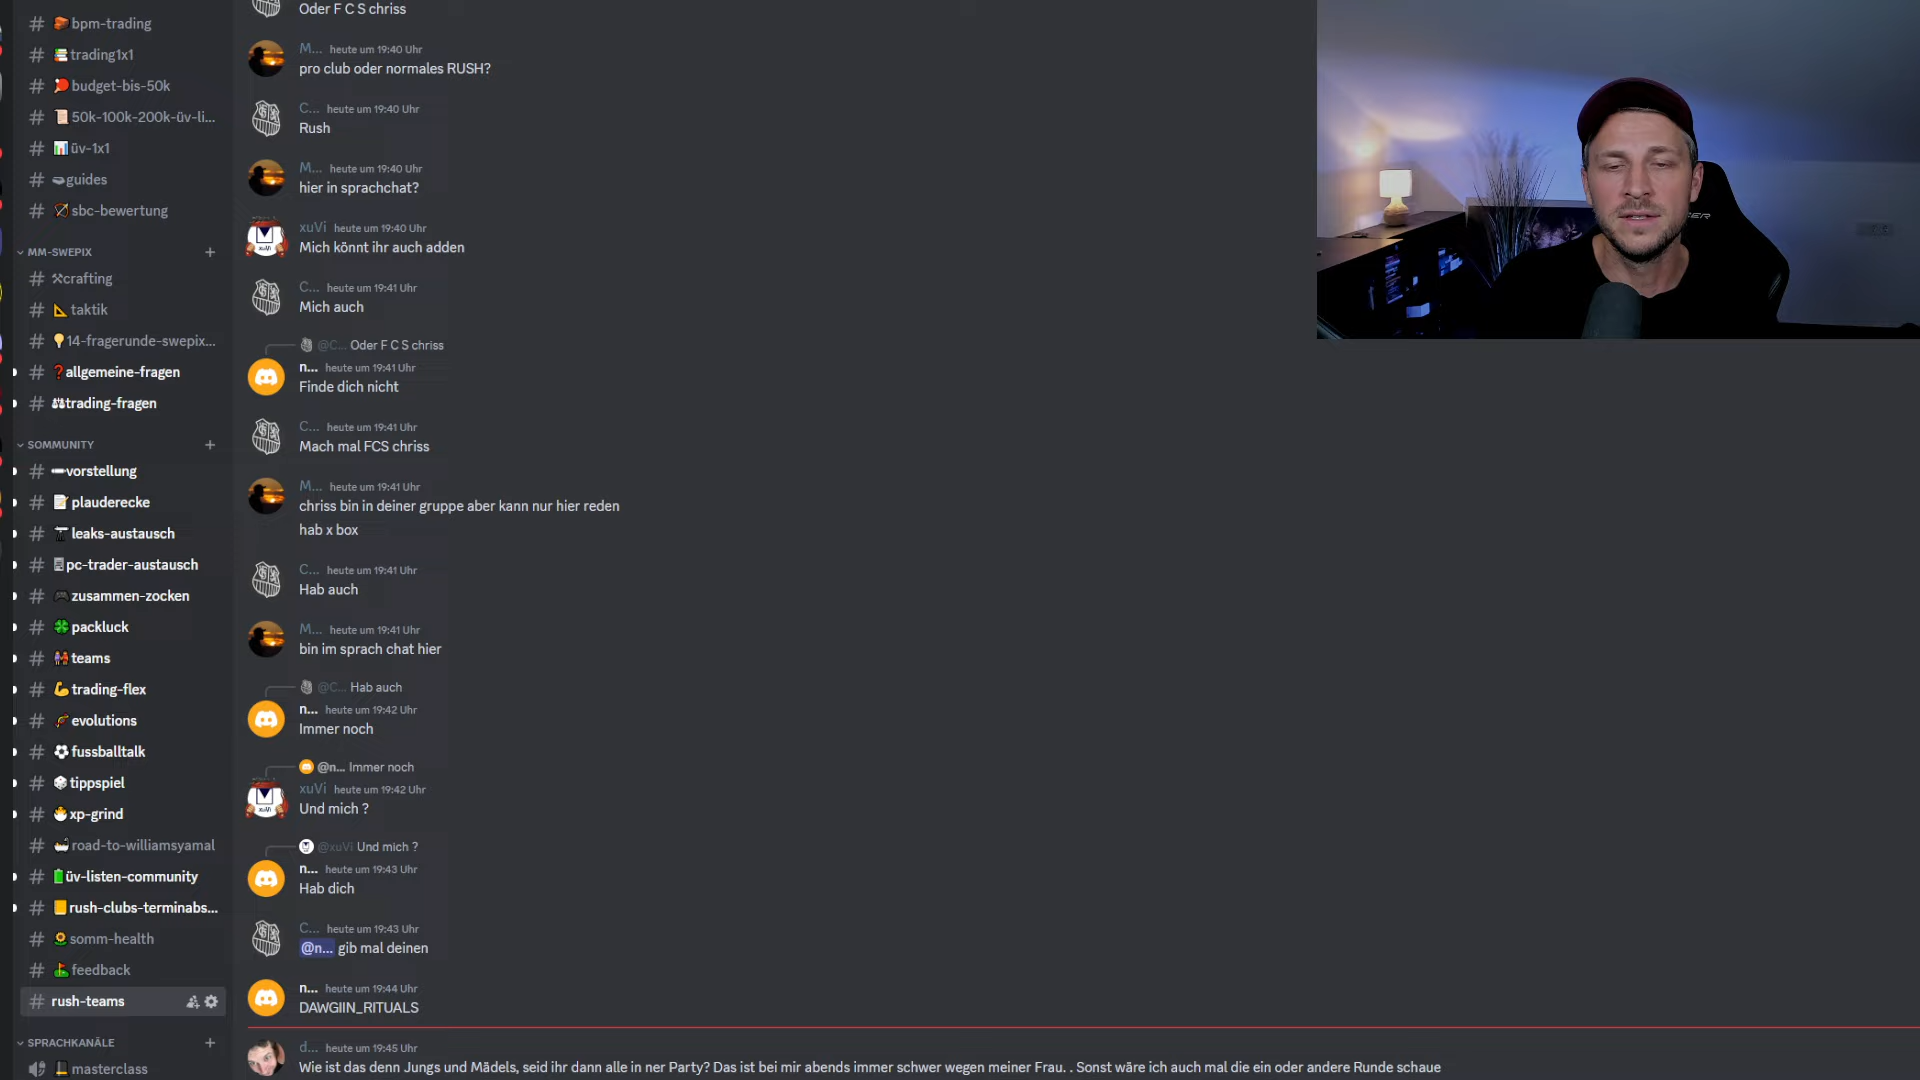 bpm-trading
trading1x1
budget-bis-50k
50k-100k-200k-üv-li...
üv-1x1
guides
sbc-bewertung
MM-SWEPIX
crafting
taktik
14-fragerunde-swepix...
allgemeine-fragen
trading-fragen
SOMMUNITY
vorstellung
plauderecke
leaks-austausch
pc-trader-austausch
zusammen-zocken
packluck
teams
trading-flex
evolutions
fussballtalk
tippspiel
xp-grind
road-to-williamsyamal
üv-listen-community
rush-clubs-terminabs...
somm-health
feedback
rush-teams
SPRACHKANÄLE
masterclass
Oder F C S chriss
M... heute um 19:40 Uhr
pro club oder normales RUSH?
C... heute um 19:40 Uhr
Rush
M... heute um 19:40 Uhr
hier in sprachchat?
xuVi heute um 19:40 Uhr
Mich könnt ihr auch adden
C... heute um 19:41 Uhr
Mich auch
@C... Oder F C S chriss
n... heute um 19:41 Uhr
Finde dich nicht
C... heute um 19:41 Uhr
Mach mal FCS chriss
M... heute um 19:41 Uhr
chriss bin in deiner gruppe aber kann nur hier reden
hab x box
C... heute um 19:41 Uhr
Hab auch
M... heute um 19:41 Uhr
bin im sprach chat hier
@C... Hab auch
n... heute um 19:42 Uhr
Immer noch
@n... Immer noch
xuVi heute um 19:42 Uhr
Und mich ?
@xuVi Und mich ?
n... heute um 19:43 Uhr
Hab dich
C... heute um 19:43 Uhr
@n... gib mal deinen
n... heute um 19:44 Uhr
DAWGIIN_RITUALS
d... heute um 19:45 Uhr
Wie ist das denn Jungs und Mädels, seid ihr dann alle in ner Party? Das ist bei mir abends immer schwer wegen meiner Frau. . Sonst wäre ich auch mal die ein oder andere Runde schaue